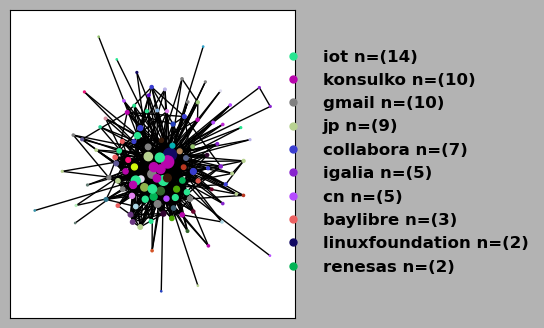 iot n=(14)
konsulko n=(10)
gmail n=(10)
jp n=(9)
collabora n=(7)
igalia n=(5)
cn n=(5)
baylibre n=(3)
linuxfoundation n=(2)
renesas n=(2)